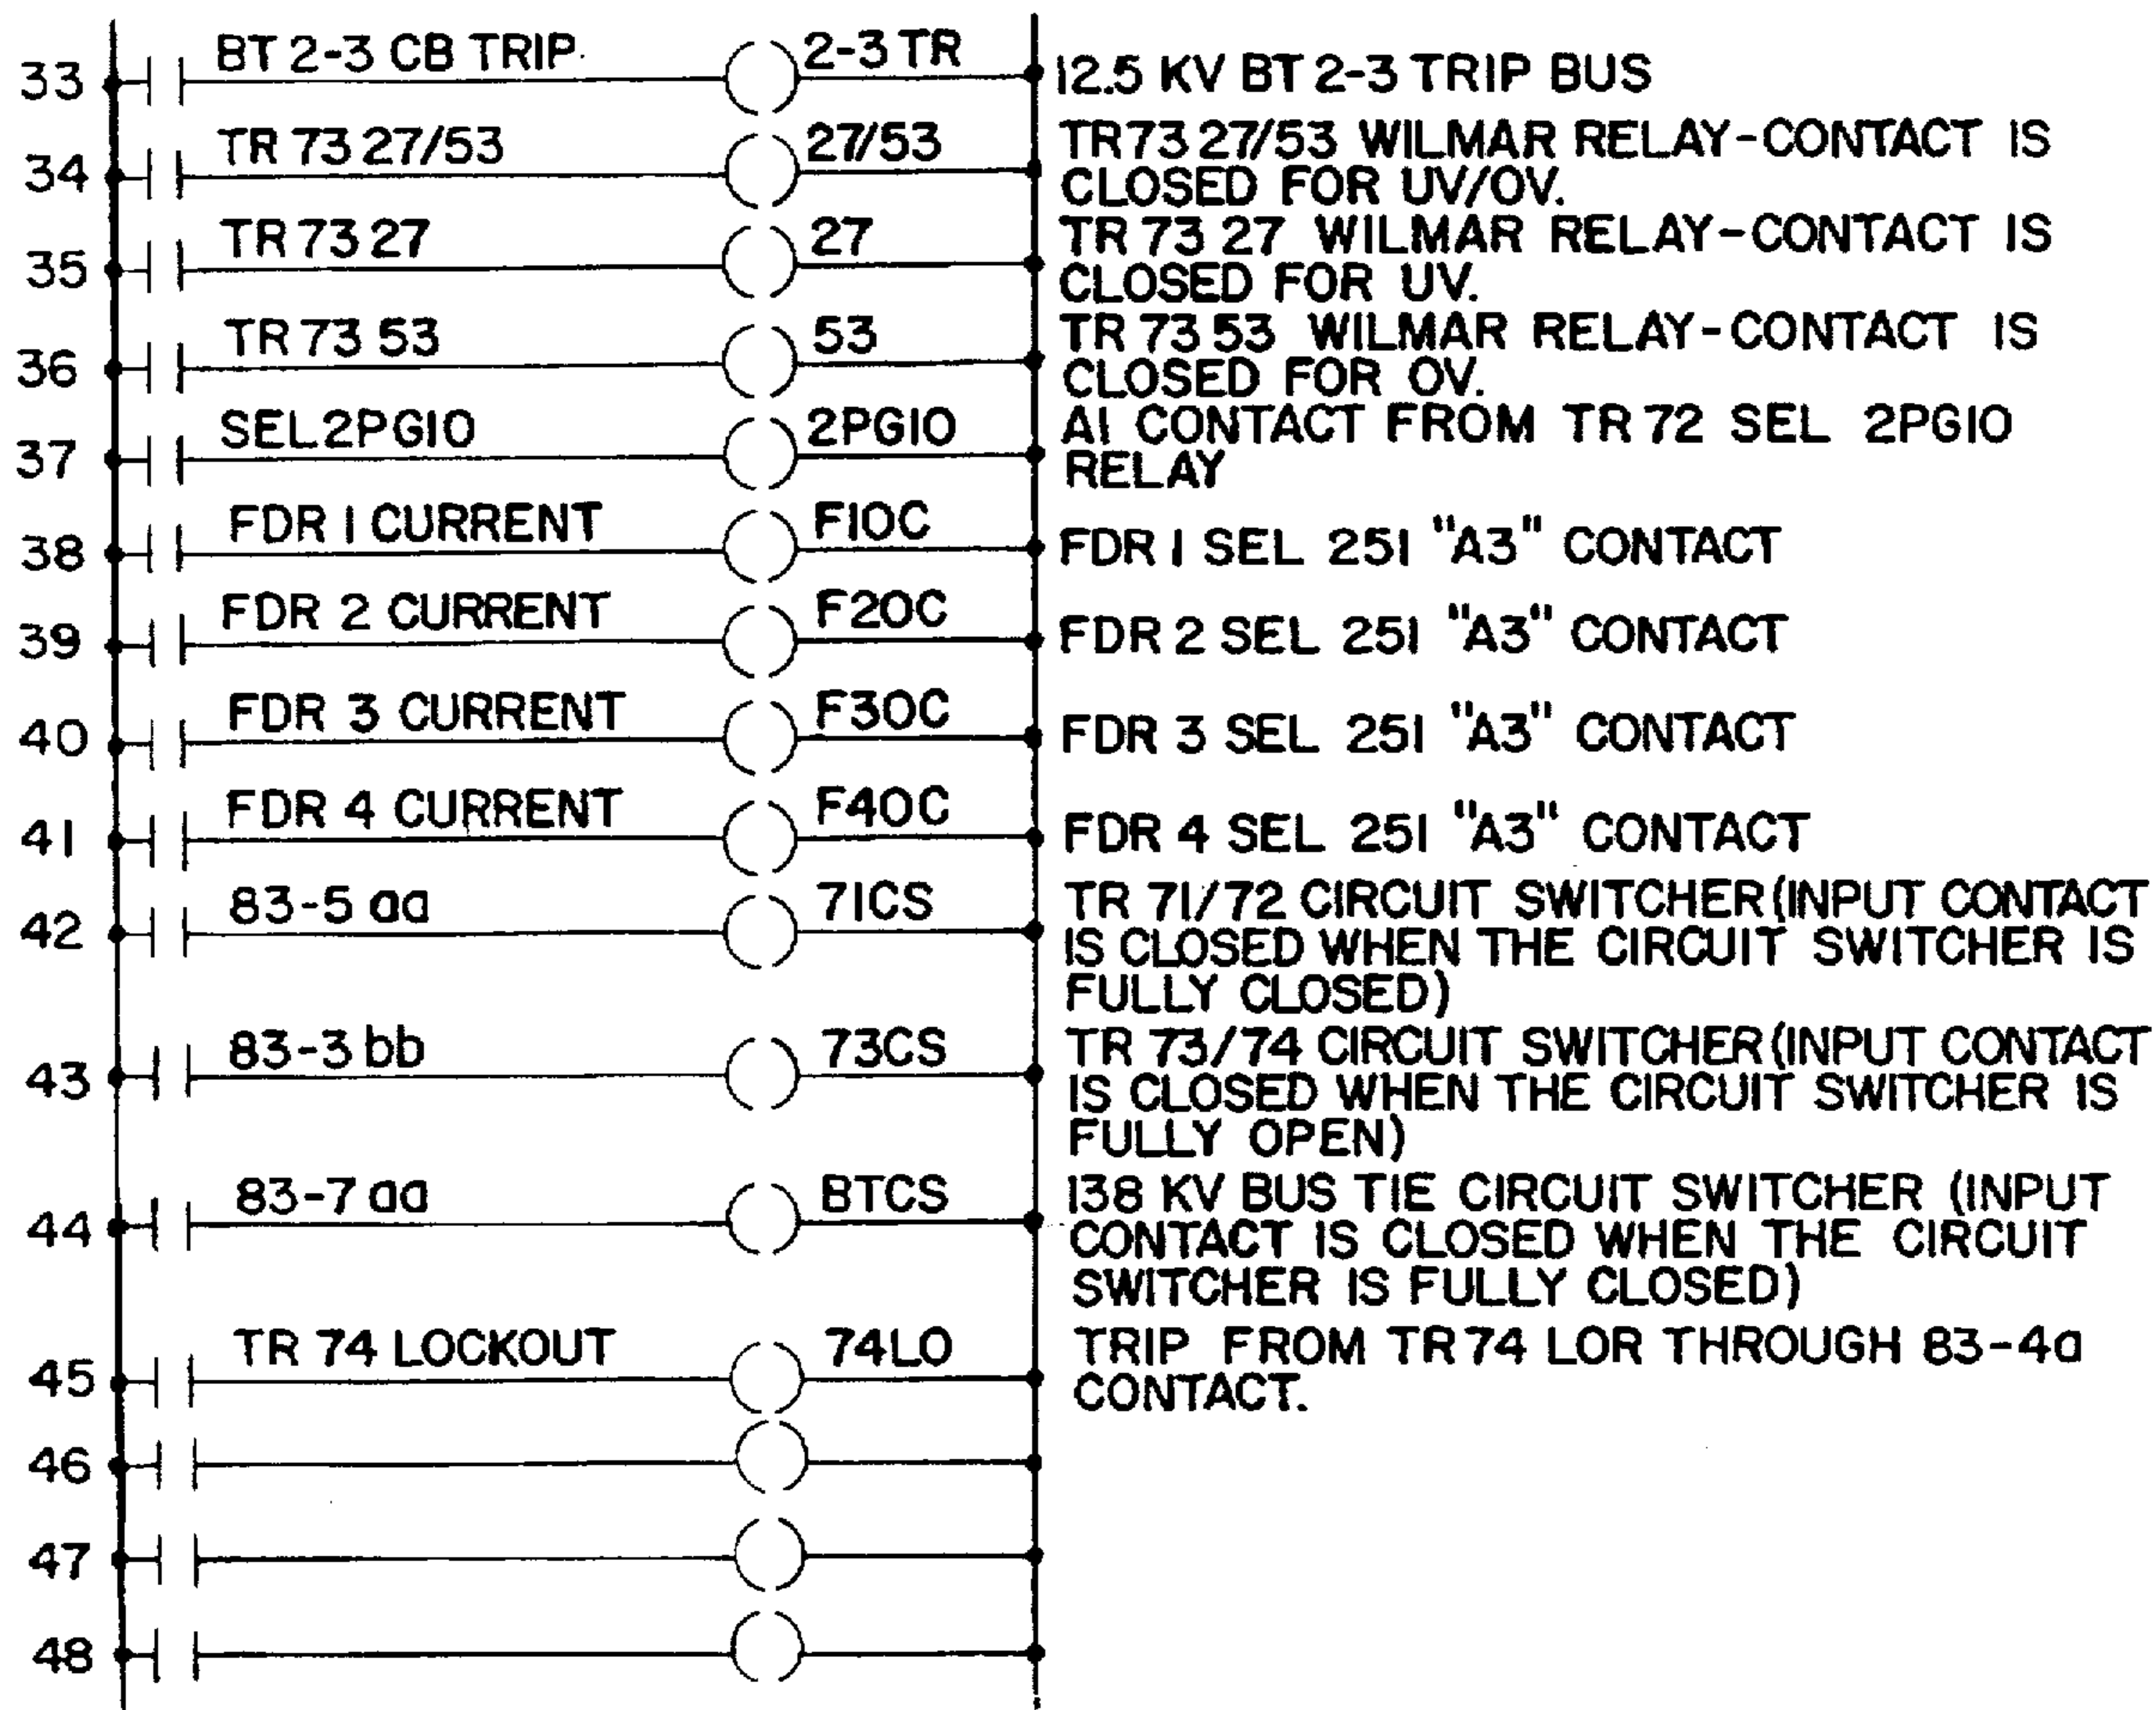 33 BT 2-3 CB TRIP 2-3 TR 12.5 KV BT 2-3 TRIP BUS
34 TR 73 27/53 27/53 TR73 27/53 WILMAR RELAY-CONTACT IS
CLOSED FOR UV/OV.
35 TR 73 27 27 TR 73 27 WILMAR RELAY-CONTACT IS
CLOSED FOR UV.
36 TR 73 53 53 TR 73 53 WILMAR RELAY-CONTACT IS
CLOSED FOR OV.
37 SEL2PG10 2PG10 A1 CONTACT FROM TR 72 SEL 2PG10
RELAY
38 FDR 1 CURRENT F1OC FDR 1 SEL 251 "A3" CONTACT
39 FDR 2 CURRENT F2OC FDR 2 SEL 251 "A3" CONTACT
40 FDR 3 CURRENT F3OC FDR 3 SEL 251 "A3" CONTACT
41 FDR 4 CURRENT F4OC FDR 4 SEL 251 "A3" CONTACT
42 83-5 aa 71CS TR 71/72 CIRCUIT SWITCHER (INPUT CONTACT
IS CLOSED WHEN THE CIRCUIT SWITCHER IS
FULLY CLOSED)
43 83-3 bb 73CS TR 73/74 CIRCUIT SWITCHER (INPUT CONTACT
IS CLOSED WHEN THE CIRCUIT SWITCHER IS
FULLY OPEN)
44 83-7 aa BTCS 138 KV BUS TIE CIRCUIT SWITCHER (INPUT
CONTACT IS CLOSED WHEN THE CIRCUIT
SWITCHER IS FULLY CLOSED)
45 TR 74 LOCKOUT 74LO TRIP FROM TR 74 LOR THROUGH 83-4a
CONTACT.
46
47
48